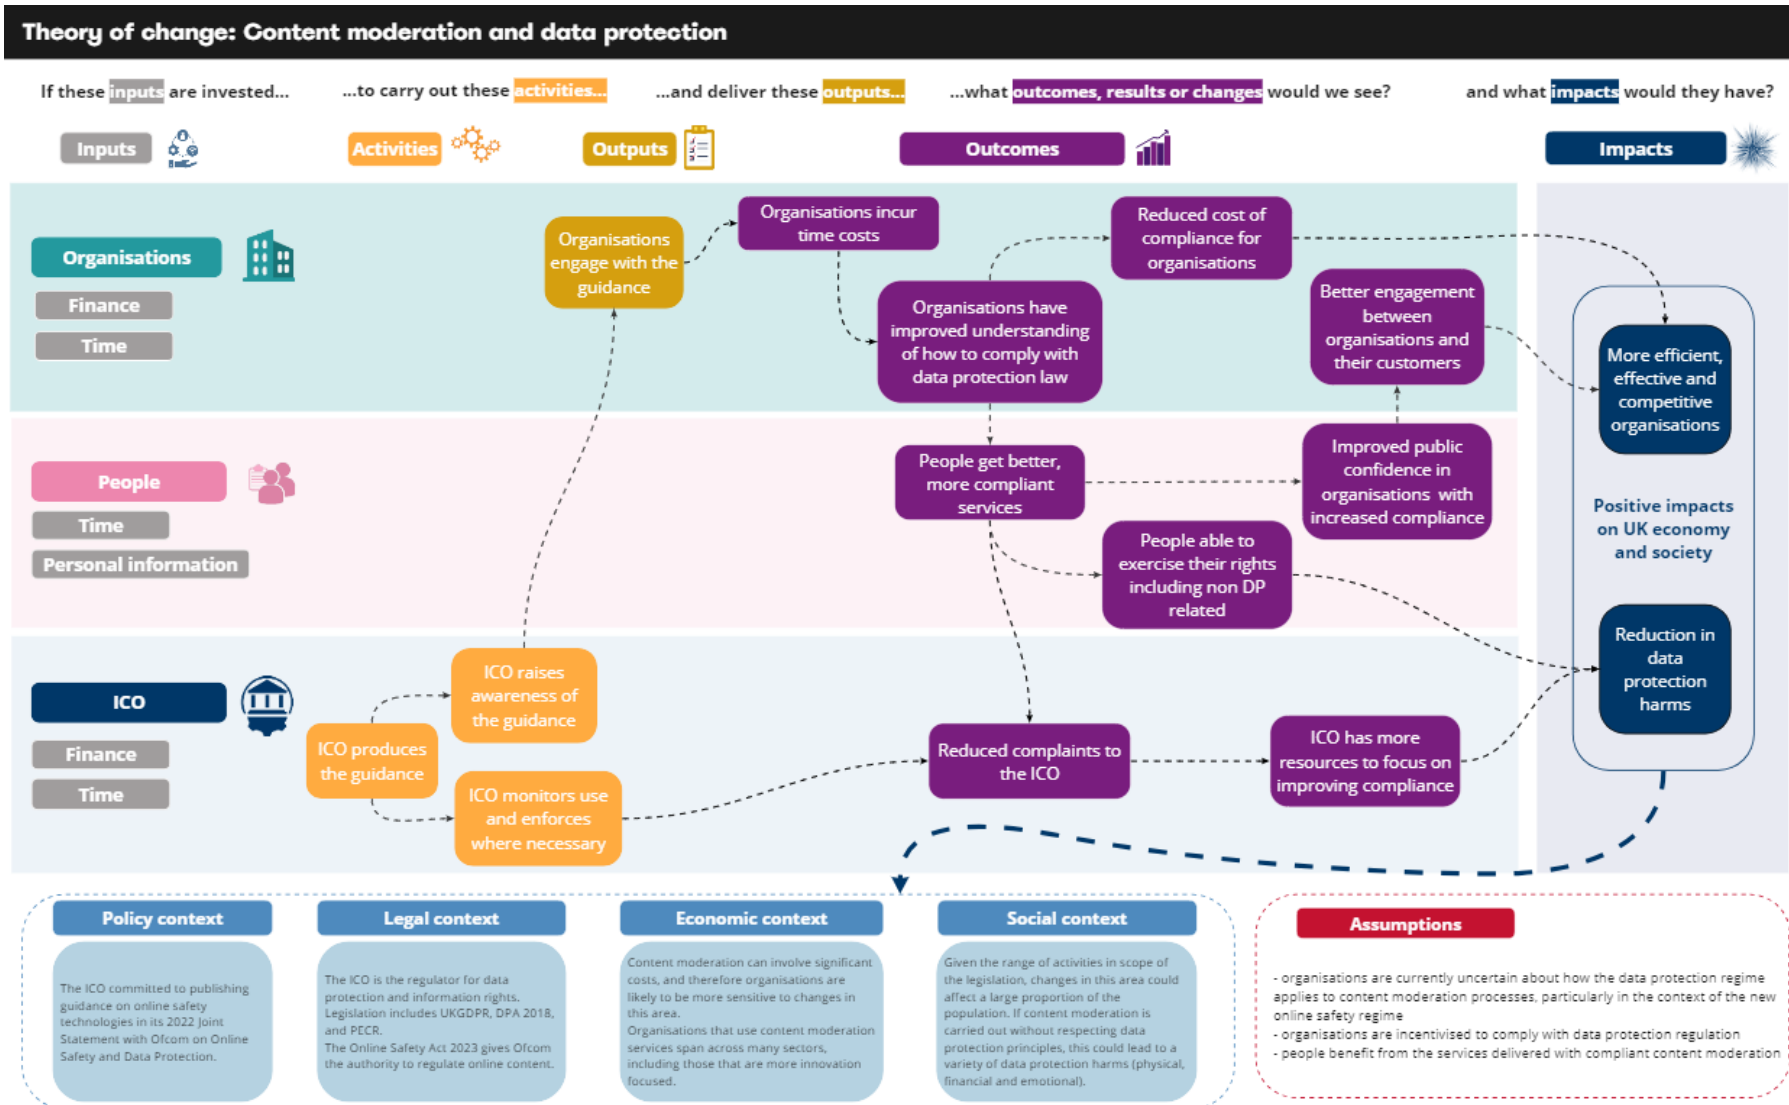 Theory of change: Content moderation and data protection
If these inputs are invested...
...to carry out these activities...
...and deliver these outputs...
...what outcomes, results or changes would we see?
and what impacts would they have?
Inputs
Activities
Outputs
Outcomes
Impacts
Organisations
Finance
Time
Organisations
engage with the
guidance
Organisations incur
time costs
Organisations have
improved understanding
of how to comply with
data protection law
Reduced cost of
compliance for
organisations
Better engagement
between
organisations and
their customers
More efficient,
effective and
competitive
organisations
Positive impacts
on UK economy
and society
Reduction in
data
protection
harms
People
Time
Personal information
People get better,
more compliant
services
Improved public
confidence in
organisations with
increased compliance
People able to
exercise their rights
including non DP
related
ICO
Finance
Time
ICO produces
the guidance
ICO raises
awareness of
the guidance
ICO monitors use
and enforces
where necessary
Reduced complaints to
the ICO
ICO has more
resources to focus on
improving compliance
Policy context
The ICO committed to publishing
guidance on online safety
technologies in its 2022 Joint
Statement with Ofcom on Online
Safety and Data Protection.
Legal context
The ICO is the regulator for data
protection and information rights.
Legislation includes UKGDPR, DPA 2018,
and PECR.
The Online Safety Act 2023 gives Ofcom
the authority to regulate online content.
Economic context
Content moderation can involve significant
costs, and therefore organisations are
likely to be more sensitive to changes in
this area.
Organisations that use content moderation
services span across many sectors,
including those that are more innovation
focused.
Social context
Given the range of activities in scope of
the legislation, changes in this area could
affect a large proportion of the
population. If content moderation is
carried out without respecting data
protection principles, this could lead to a
variety of data protection harms (physical,
financial and emotional).
Assumptions
- organisations are currently uncertain about how the data protection regime
applies to content moderation processes, particularly in the context of the new
online safety regime
- organisations are incentivised to comply with data protection regulation
- people benefit from the services delivered with compliant content moderation